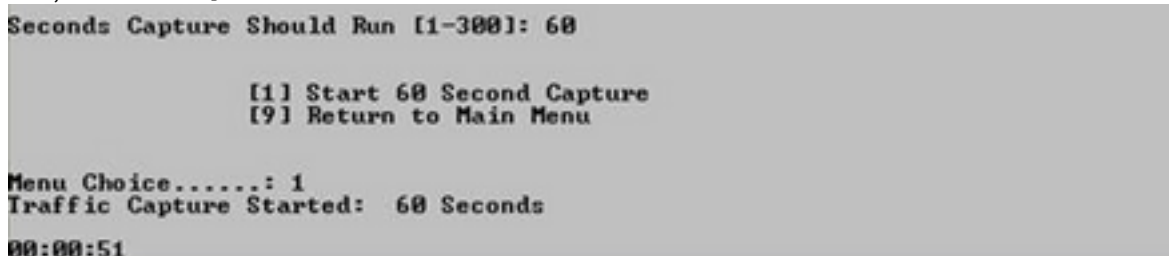 Seconds Capture Should Run [1-300]: 60
[1] Start 60 Second Capture
[9] Return to Main Menu
Menu Choice......: 1
Traffic Capture Started:  60 Seconds
00:00:51